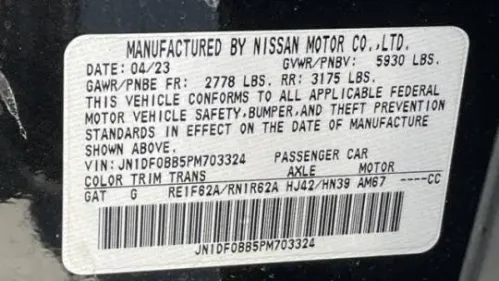 MANUFACTURED BY NISSAN MOTOR CO.,LTD.
DATE: 04/23 GVWR/PNBV: 5930 LBS.
GAWR/PNBE FR: 2778 LBS. RR: 3175 LBS.
THIS VEHICLE CONFORMS TO ALL APPLICABLE FEDERAL
MOTOR VEHICLE SAFETY,BUMPER, AND THEFT PREVENTION
STANDARDS IN EFFECT ON THE DATE OF MANUFACTURE
SHOWN ABOVE.
VIN: JN1DF0BB5PM703324 PASSENGER CAR
COLOR TRIM TRANS AXLE MOTOR
GAT G RE1F62A/RN1R62A HJ42/HN39 AM67 ----CC
JN1DF0BB5PM703324